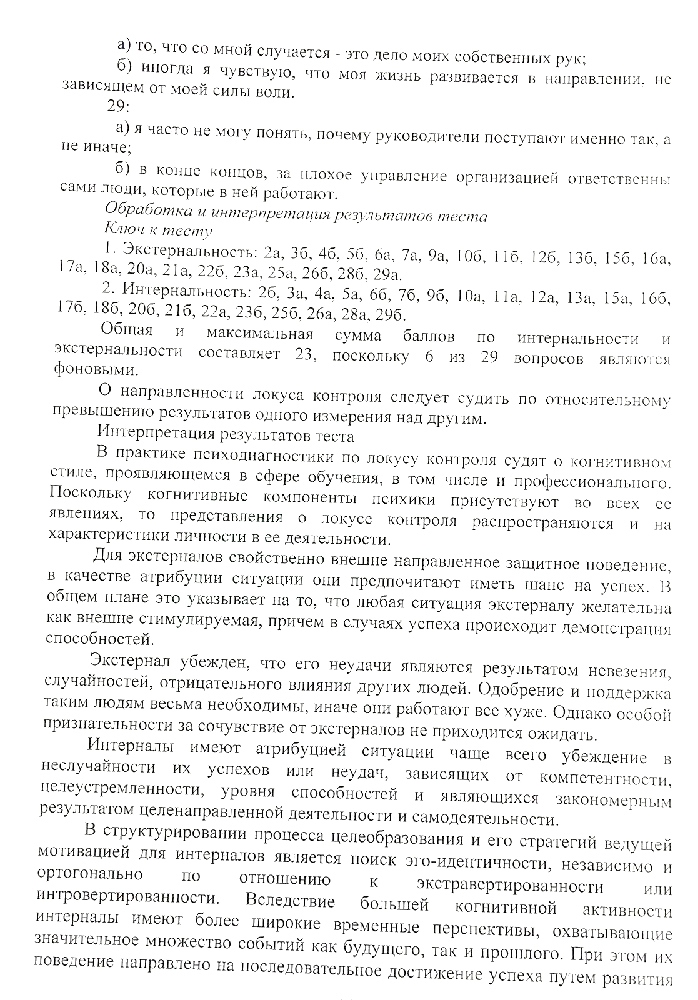 а) то, что со мной случается - это дело моих собственных рук;
б) иногда я чувствую, что моя жизнь развивается в направлении, не
зависящем от моей силы воли.
29:
а) я часто не могу понять, почему руководители поступают именно так, а
не иначе;
б) в конце концов, за плохое управление организацией ответственны
сами люди, которые в ней работают.
Обработка и интерпретация результатов теста
Ключ к тесту
1. Экстернальность: 2а, 3б, 4б, 5б, 6а, 7а, 9а, 10б, 11б, 12б, 13б, 15б, 16а,
17а, 18а, 20а, 21а, 22б, 23а, 25а, 26б, 28б, 29а.
2. Интернальность: 2б, 3а, 4а, 5а, 6б, 7б, 9б, 10а, 11а, 12а, 13а, 15а, 16б,
17б, 18б, 20б, 21б, 22а, 23б, 25б, 26а, 28а, 29б.
Общая и максимальная сумма баллов по интернальности и
экстернальности составляет 23, поскольку 6 из 29 вопросов являются
фоновыми.
О направленности локуса контроля следует судить по относительному
превышению результатов одного измерения над другим.
Интерпретация результатов теста
В практике психодиагностики по локусу контроля судят о когнитивном
стиле, проявляющемся в сфере обучения, в том числе и профессионального.
Поскольку когнитивные компоненты психики присутствуют во всех ее
явлениях, то представления о локусе контроля распространяются и на
характеристики личности в ее деятельности.
Для экстерналов свойственно внешне направленное защитное поведение,
в качестве атрибуции ситуации они предпочитают иметь шанс на успех. В
общем плане это указывает на то, что любая ситуация экстерналу желательна
как внешне стимулируемая, причем в случаях успеха происходит демонстрация
способностей.
Экстернал убежден, что его неудачи являются результатом невезения,
случайностей, отрицательного влияния других людей. Одобрение и поддержка
таким людям весьма необходимы, иначе они работают все хуже. Однако особой
признательности за сочувствие от экстерналов не приходится ожидать.
Интерналы имеют атрибуцией ситуации чаще всего убеждение в
неслучайности их успехов или неудач, зависящих от компетентности,
целеустремленности, уровня способностей и являющихся закономерным
результатом целенаправленной деятельности и самодеятельности.
В структурировании процесса целеобразования и его стратегий ведущей
мотивацией для интерналов является поиск эго-идентичности, независимо и
ортогонально по отношению к экстравертированности или
интровертированности. Вследствие большей когнитивной активности
интерналы имеют более широкие временные перспективы, охватывающие
значительное множество событий как будущего, так и прошлого. При этом их
поведение направлено на последовательное достижение успеха путем развития